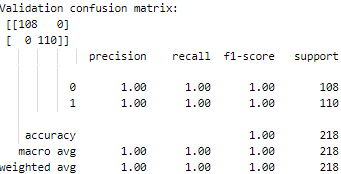 Validation confusion matrix:
[[108   0]
[  0 110]]
precision    recall  f1-score   support
0       1.00      1.00      1.00       108
1       1.00      1.00      1.00       110
accuracy                           1.00       218
macro avg       1.00      1.00      1.00       218
weighted avg       1.00      1.00      1.00       218